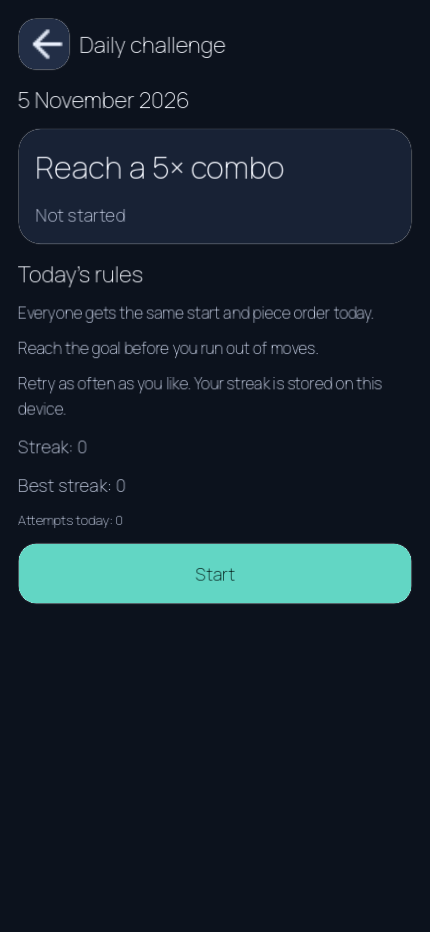 Daily challenge
5 November 2026
Reach a 5× combo
Not started
Today's rules
Everyone gets the same start and piece order today.
Reach the goal before you run out of moves.
Retry as often as you like. Your streak is stored on this
device.
Streak: 0
Best streak: 0
Attempts today: 0
Start